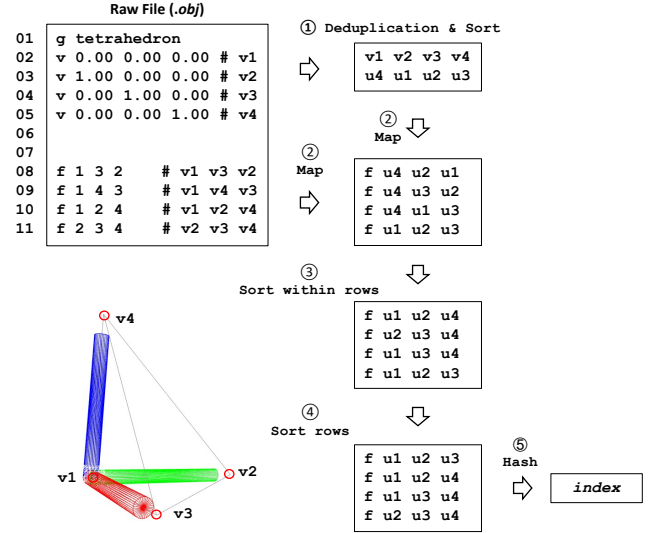 Raw File (.obj)
01 g tetrahedron
02 v 0.00 0.00 0.00 # v1
03 v 1.00 0.00 0.00 # v2
04 v 0.00 1.00 0.00 # v3
05 v 0.00 0.00 1.00 # v4
06
07
08 f 1 3 2 # v1 v3 v2
09 f 1 4 3 # v1 v4 v3
10 f 1 2 4 # v1 v2 v4
11 f 2 3 4 # v2 v3 v4
① Deduplication & Sort
v1 v2 v3 v4
u4 u1 u2 u3
②
Map
②
Map
f u4 u2 u1
f u4 u3 u2
f u4 u1 u3
f u1 u2 u3
③
Sort within rows
f u1 u2 u4
f u2 u3 u4
f u1 u3 u4
f u1 u2 u3
④
Sort rows
f u1 u2 u3
f u1 u2 u4
f u1 u3 u4
f u2 u3 u4
⑤
Hash
index
v4
v1
v2
v3